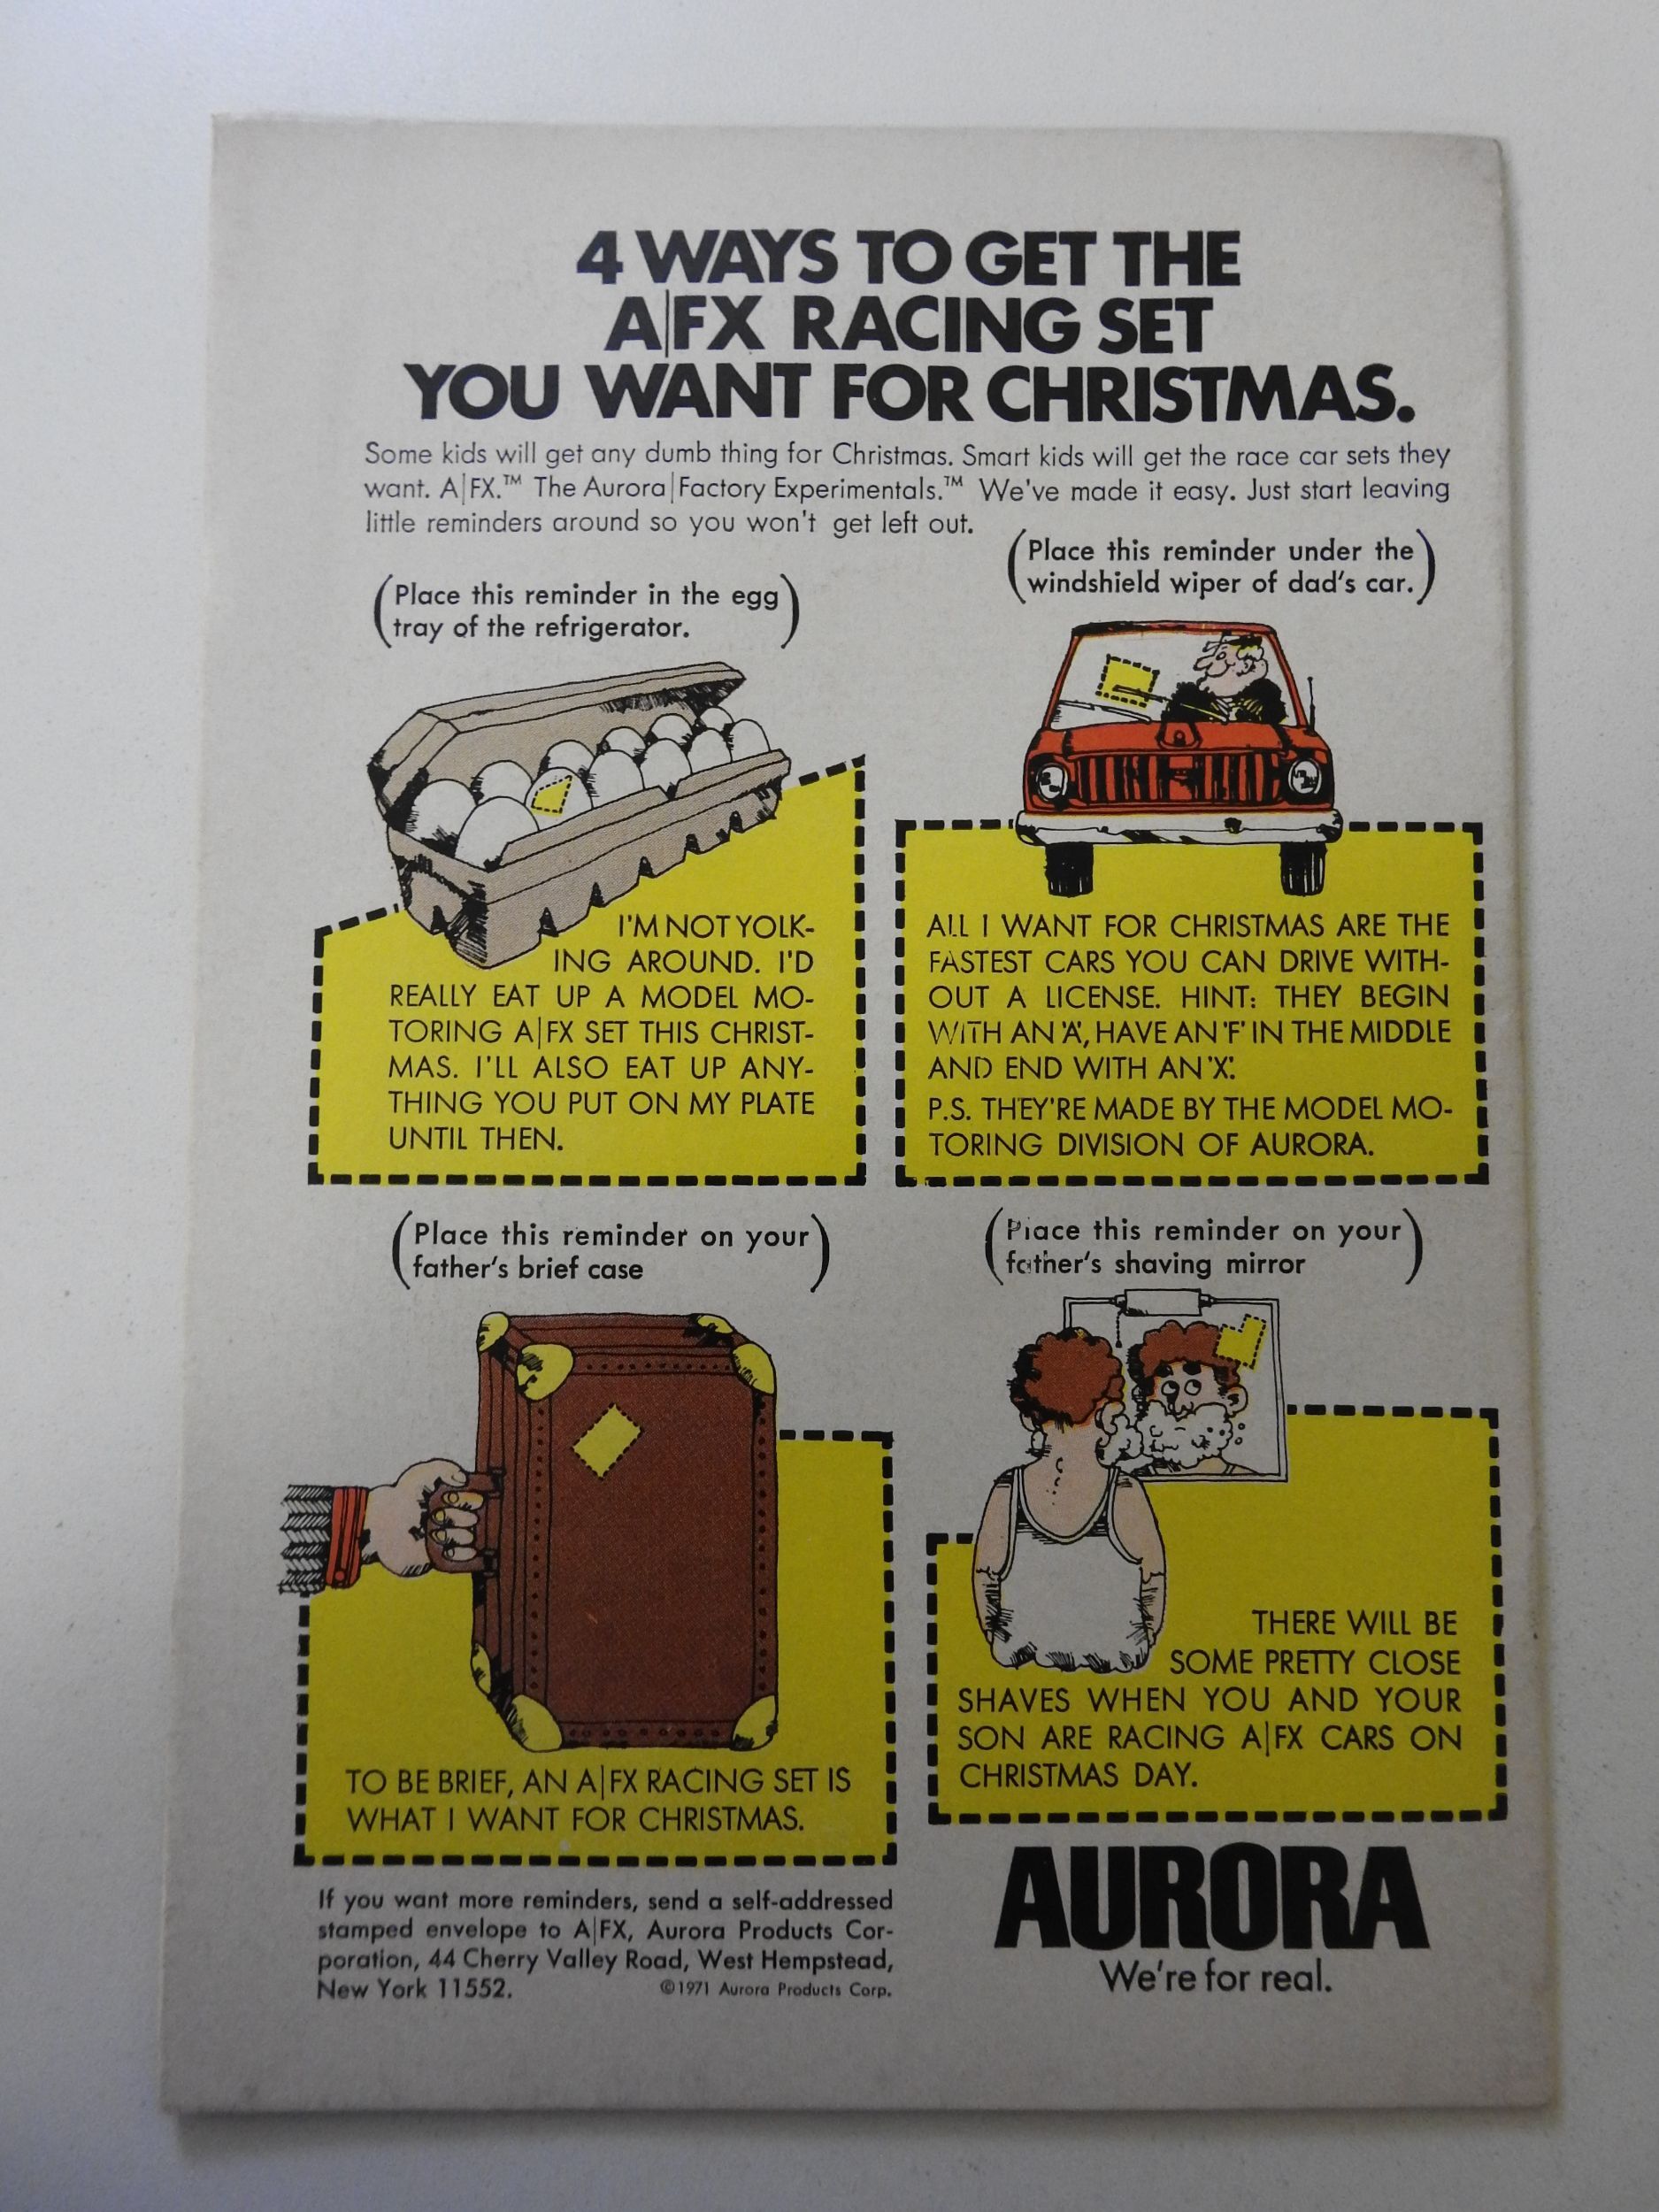 4 WAYS TO GET THE
A|FX RACING SET
YOU WANT FOR CHRISTMAS.
Some kids will get any dumb thing for Christmas. Smart kids will get the race car sets they
want. A|FX.™ The Aurora|Factory Experimentals.™ We've made it easy. Just start leaving
little reminders around so you won't get left out.
(Place this reminder in the egg
tray of the refrigerator.)
(Place this reminder under the
windshield wiper of dad's car.)
I'M NOT YOLK-
ING AROUND. I'D
REALLY EAT UP A MODEL MO-
TORING A|FX SET THIS CHRIST-
MAS. I'LL ALSO EAT UP ANY-
THING YOU PUT ON MY PLATE
UNTIL THEN.
ALL I WANT FOR CHRISTMAS ARE THE
FASTEST CARS YOU CAN DRIVE WITH-
OUT A LICENSE. HINT: THEY BEGIN
WITH AN 'A', HAVE AN 'F' IN THE MIDDLE
AND END WITH AN 'X'.
P.S. THEY'RE MADE BY THE MODEL MO-
TORING DIVISION OF AURORA.
(Place this reminder on your
father's brief case)
(Place this reminder on your
father's shaving mirror)
TO BE BRIEF, AN A|FX RACING SET IS
WHAT I WANT FOR CHRISTMAS.
THERE WILL BE
SOME PRETTY CLOSE
SHAVES WHEN YOU AND YOUR
SON ARE RACING A|FX CARS ON
CHRISTMAS DAY.
If you want more reminders, send a self-addressed
stamped envelope to A|FX, Aurora Products Cor-
poration, 44 Cherry Valley Road, West Hempstead,
New York 11552. ©1971 Aurora Products Corp.
AURORA
We're for real.